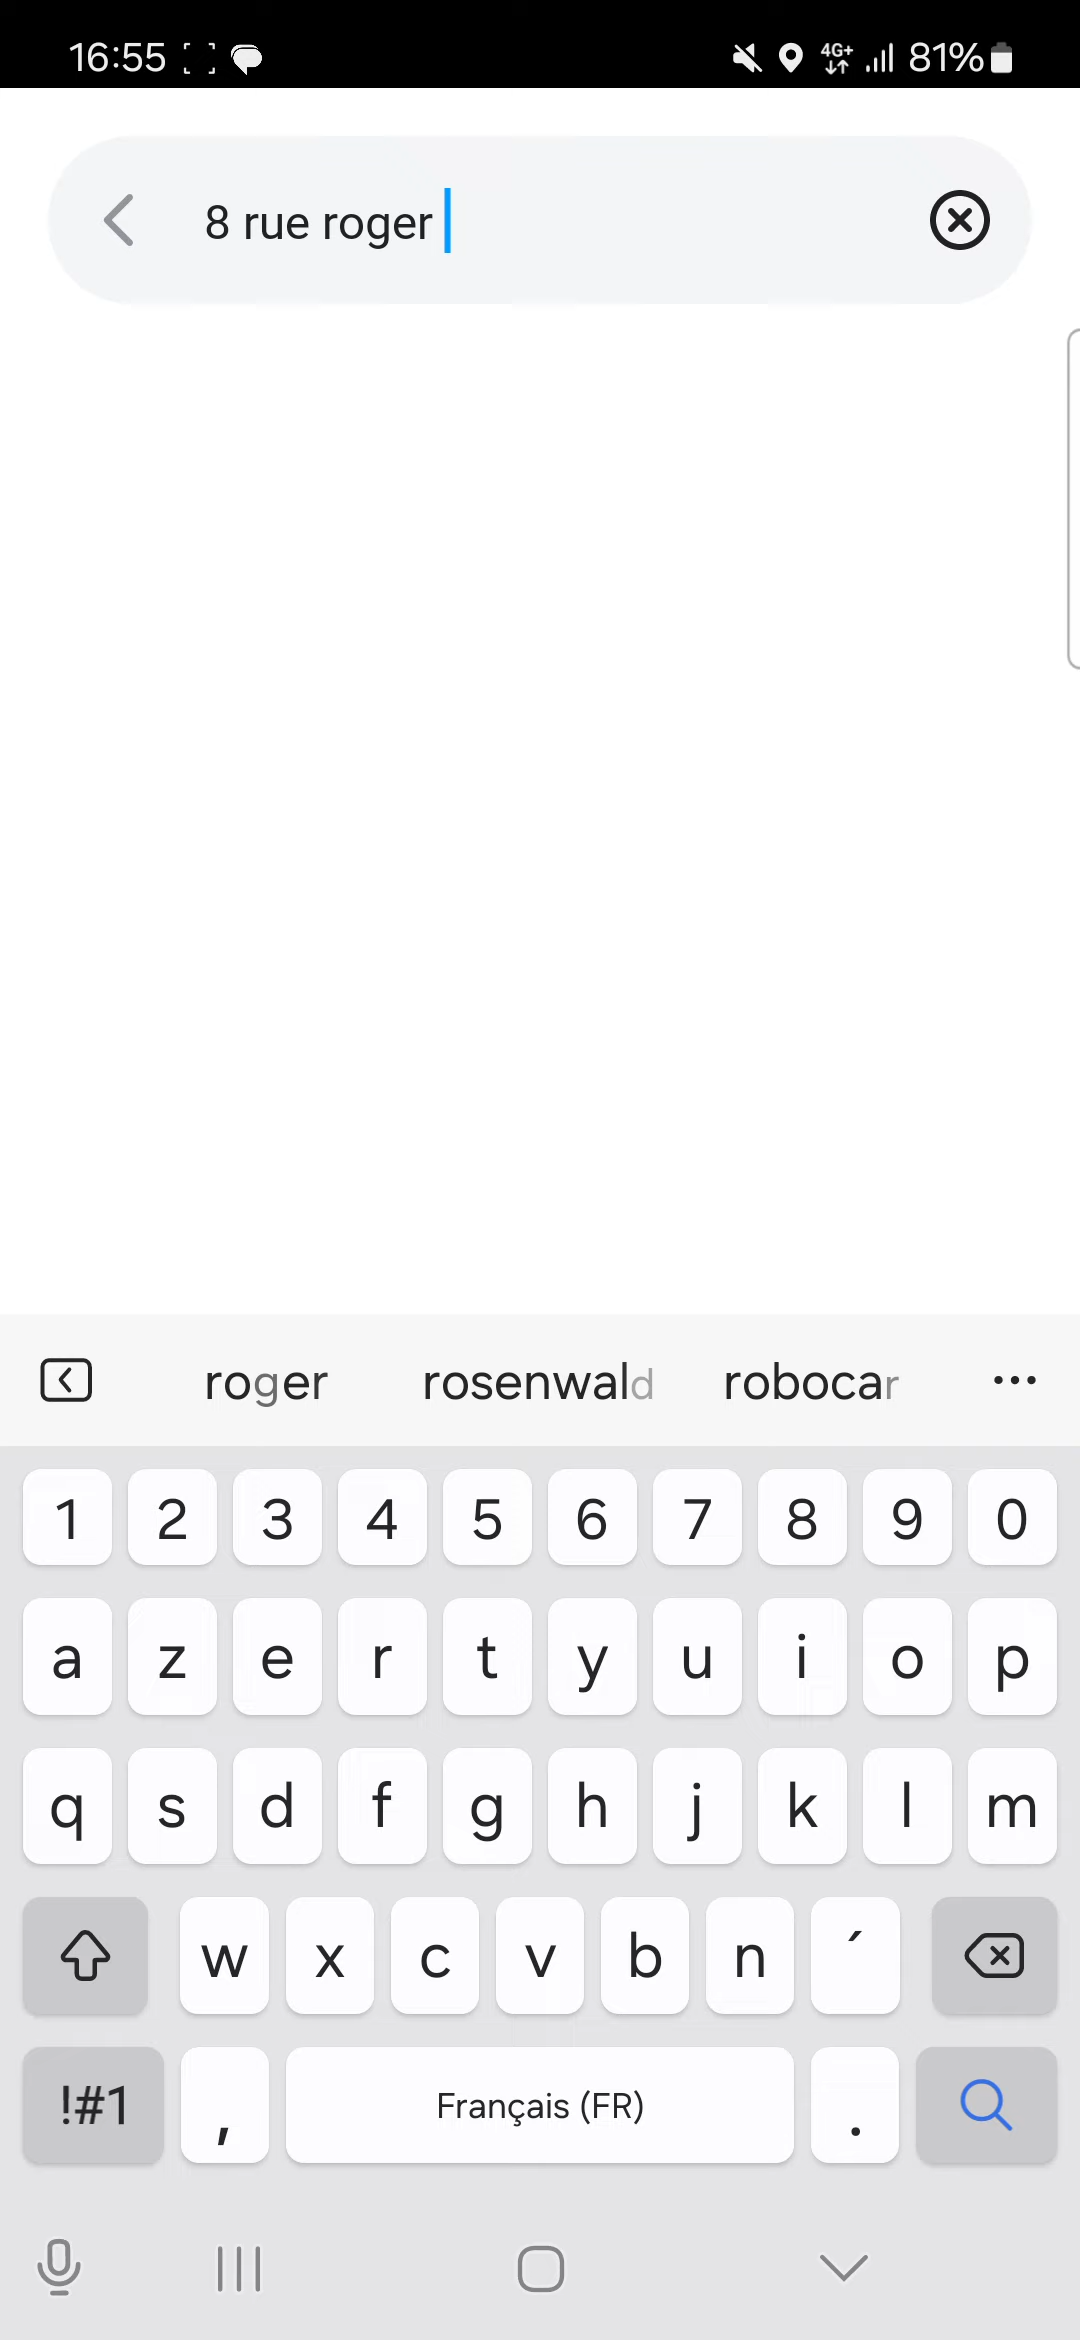 16:55 4G+ 81%
8 rue roger
roger rosenwald robocar ...
1 2 3 4 5 6 7 8 9 0
a z e r t y u i o p
q s d f g h j k l m
w x c v b n ´
!#1 , Français (FR) .